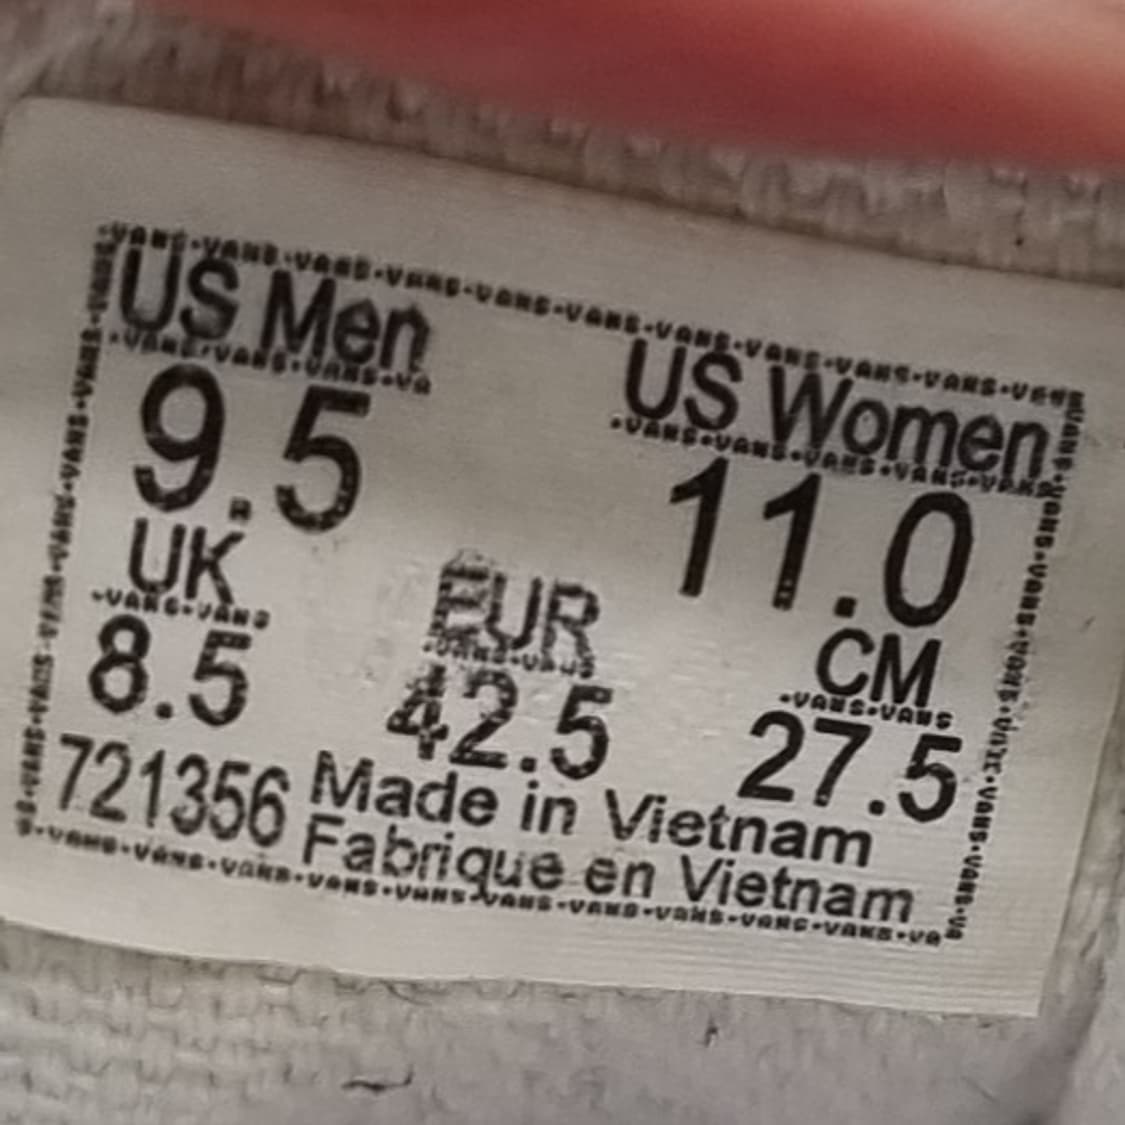 US Men
US Women
9.5
11.0
UK
EUR
CM
8.5
42.5
27.5
721356
Made in Vietnam
Fabrique en Vietnam